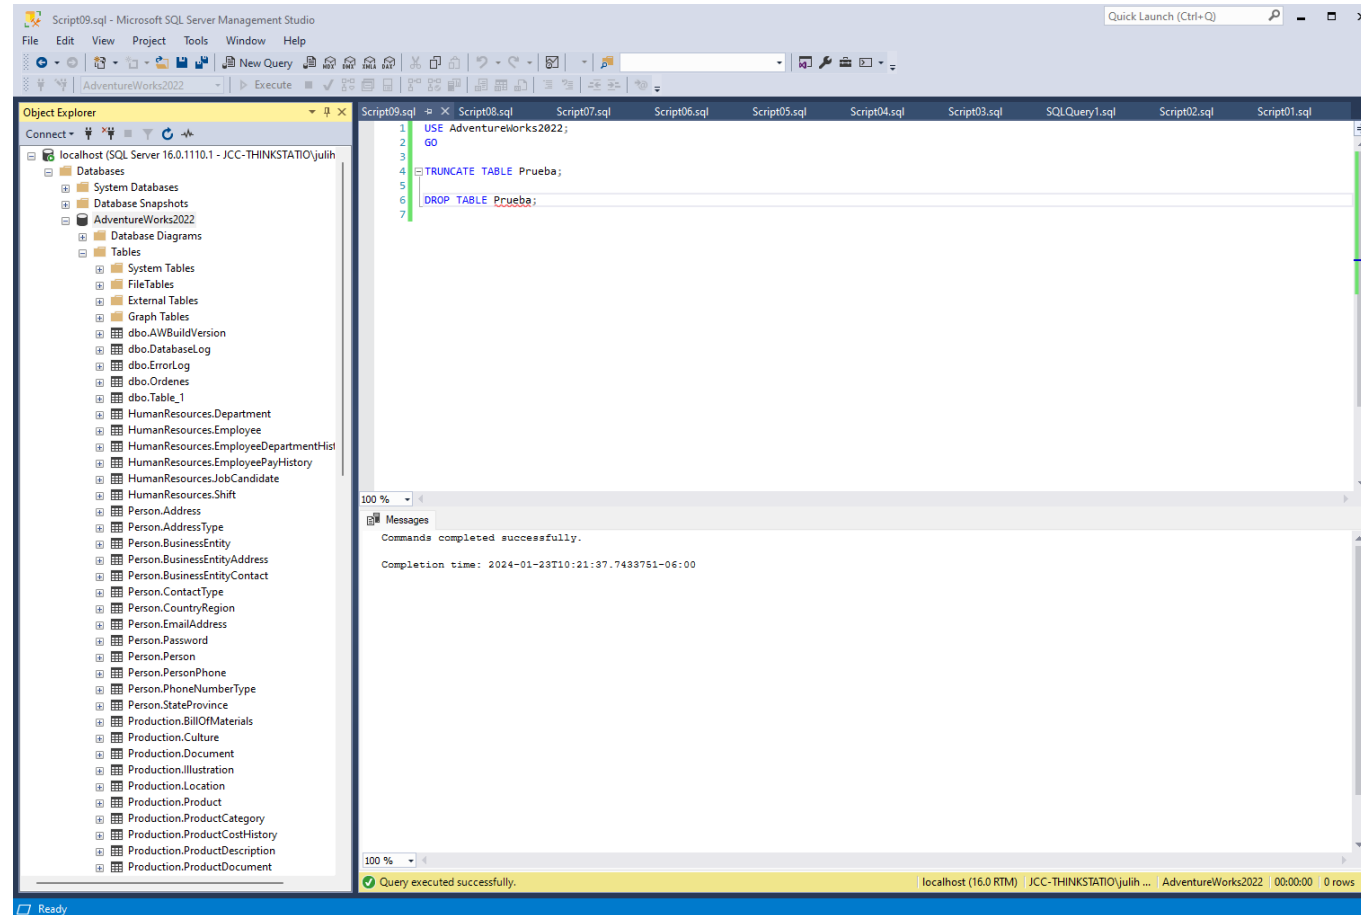 Script09.sql - Microsoft SQL Server Management Studio
Quick Launch (Ctrl+Q)
File Edit View Project Tools Window Help
New Query
AdventureWorks2022
Execute
Object Explorer
Connect
localhost (SQL Server 16.0.1110.1 - JCC-THINKSTATIO\julih
Databases
System Databases
Database Snapshots
AdventureWorks2022
Database Diagrams
Tables
System Tables
FileTables
External Tables
Graph Tables
dbo.AWBuildVersion
dbo.DatabaseLog
dbo.ErrorLog
dbo.Ordenes
dbo.Table_1
HumanResources.Department
HumanResources.Employee
HumanResources.EmployeeDepartmentHist
HumanResources.EmployeePayHistory
HumanResources.JobCandidate
HumanResources.Shift
Person.Address
Person.AddressType
Person.BusinessEntity
Person.BusinessEntityAddress
Person.BusinessEntityContact
Person.ContactType
Person.CountryRegion
Person.EmailAddress
Person.Password
Person.Person
Person.PersonPhone
Person.PhoneNumberType
Person.StateProvince
Production.BillOfMaterials
Production.Culture
Production.Document
Production.Illustration
Production.Location
Production.Product
Production.ProductCategory
Production.ProductCostHistory
Production.ProductDescription
Production.ProductDocument
Script09.sql Script08.sql Script07.sql Script06.sql Script05.sql Script04.sql Script03.sql SQLQuery1.sql Script02.sql Script01.sql
1 USE AdventureWorks2022;
2 GO
3
4 TRUNCATE TABLE Prueba;
5
6 DROP TABLE Prueba;
7
100 %
Messages
Commands completed successfully.
Completion time: 2024-01-23T10:21:37.7433751-06:00
100 %
Query executed successfully.
localhost (16.0 RTM) JCC-THINKSTATIO\julih ... AdventureWorks2022 00:00:00 0 rows
Ready